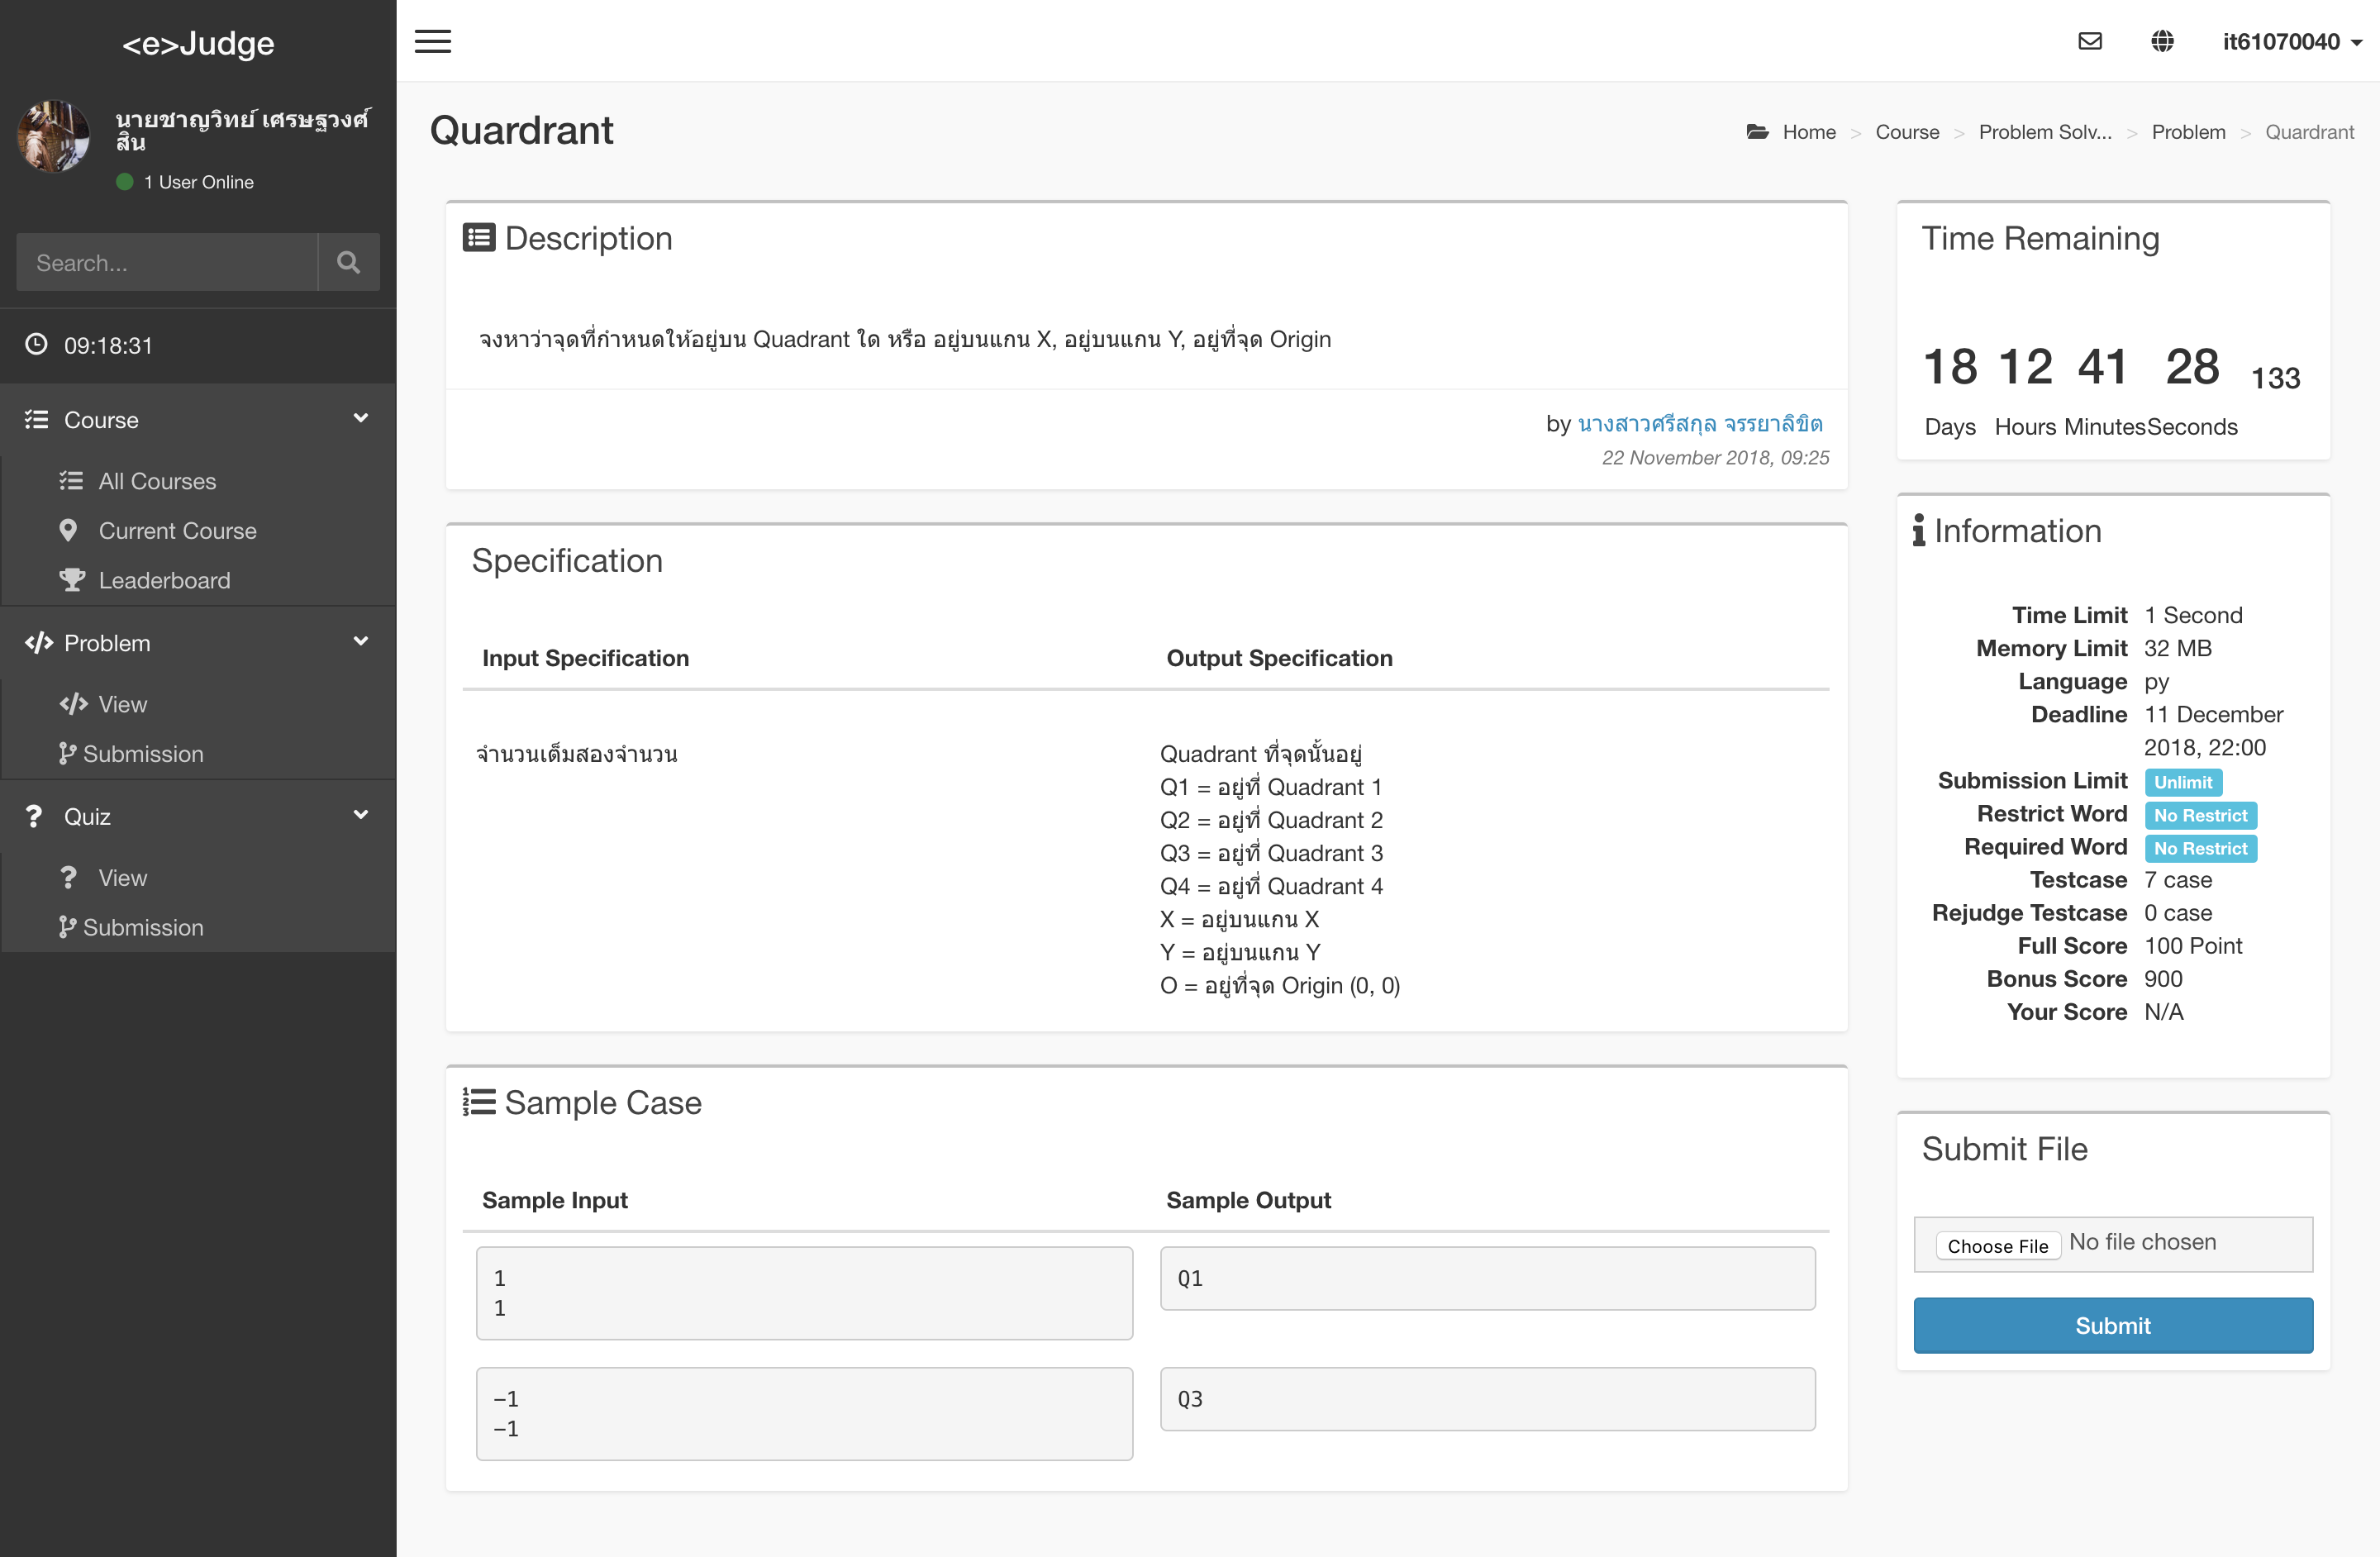 <e>Judge
it61070040
นายชาญวิทย์ เศรษฐวงศ์
สิน
1 User Online
Search...
09:18:31
Course
All Courses
Current Course
Leaderboard
Problem
View
Submission
Quiz
View
Submission
Quardrant
Home > Course > Problem Solv... > Problem > Quardrant
Description
จงหาว่าจุดที่กำหนดให้อยู่บน Quadrant ใด หรือ อยู่บนแกน X, อยู่บนแกน Y, อยู่ที่จุด Origin
by นางสาวศรีสกุล จรรยาลิขิต
22 November 2018, 09:25
Specification
Input Specification
Output Specification
จำนวนเต็มสองจำนวน
Quadrant ที่จุดนั้นอยู่
Q1 = อยู่ที่ Quadrant 1
Q2 = อยู่ที่ Quadrant 2
Q3 = อยู่ที่ Quadrant 3
Q4 = อยู่ที่ Quadrant 4
X = อยู่บนแกน X
Y = อยู่บนแกน Y
O = อยู่ที่จุด Origin (0, 0)
Sample Case
Sample Input
Sample Output
1
1
Q1
-1
-1
Q3
Time Remaining
18 12 41 28 133
Days Hours Minutes Seconds
Information
Time Limit 1 Second
Memory Limit 32 MB
Language py
Deadline 11 December
2018, 22:00
Submission Limit Unlimit
Restrict Word No Restrict
Required Word No Restrict
Testcase 7 case
Rejudge Testcase 0 case
Full Score 100 Point
Bonus Score 900
Your Score N/A
Submit File
Choose File No file chosen
Submit